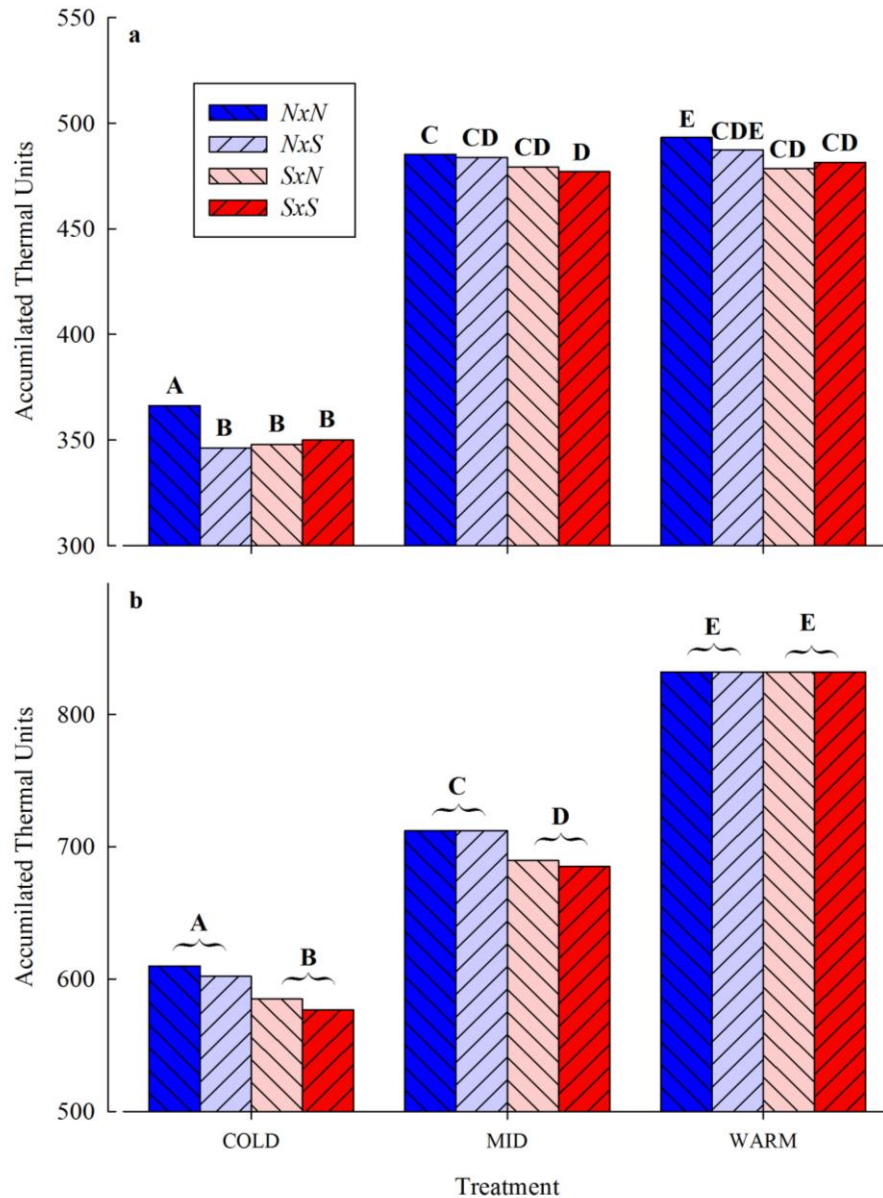 a
NxN
NxS
SxN
SxS
Accumilated Thermal Units
550
500
450
400
350
300
A
B
B
B
C
CD
CD
D
E
CDE
CD
CD
b
Accumilated Thermal Units
800
700
600
500
A
B
C
D
E
E
COLD
MID
WARM
Treatment